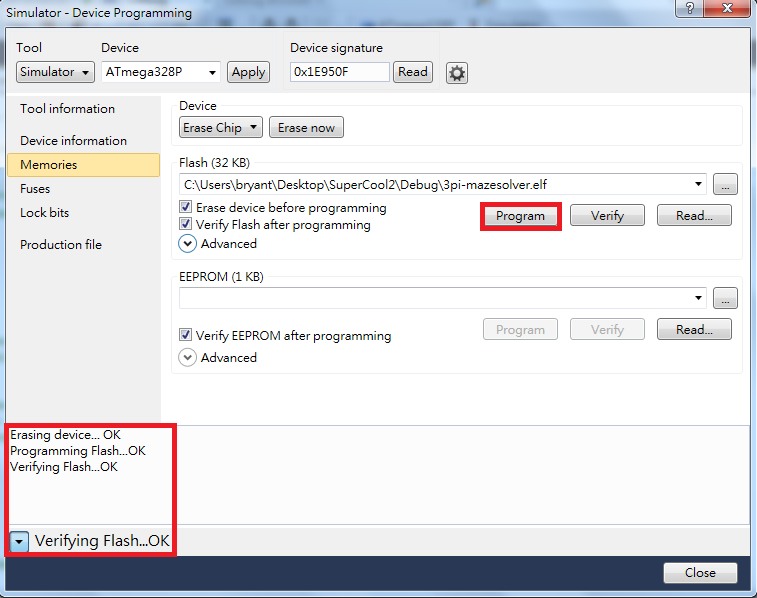 Simulator - Device Programming
?
Tool
Device
Device signature
Simulator
ATmega328P
Apply
0x1E950F
Read
Tool information
Device information
Memories
Fuses
Lock bits
Production file
Device
Erase Chip
Erase now
Flash (32 KB)
C:\Users\bryant\Desktop\SuperCool2\Debug\3pi-mazesolver.elf
...
Erase device before programming
Verify Flash after programming
Program
Verify
Read...
Advanced
EEPROM (1 KB)
...
Verify EEPROM after programming
Program
Verify
Read...
Advanced
Erasing device... OK
Programming Flash...OK
Verifying Flash...OK
Verifying Flash...OK
Close